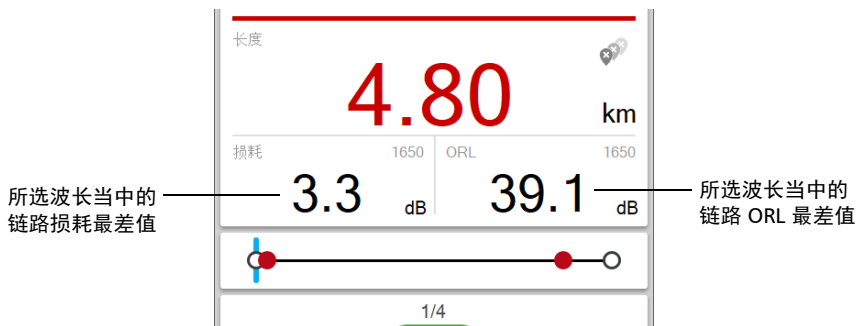 长度
4.80 km
损耗 1650 ORL 1650
3.3 dB 39.1 dB
所选波长当中的
链路损耗最差值
所选波长当中的
链路 ORL 最差值
1/4